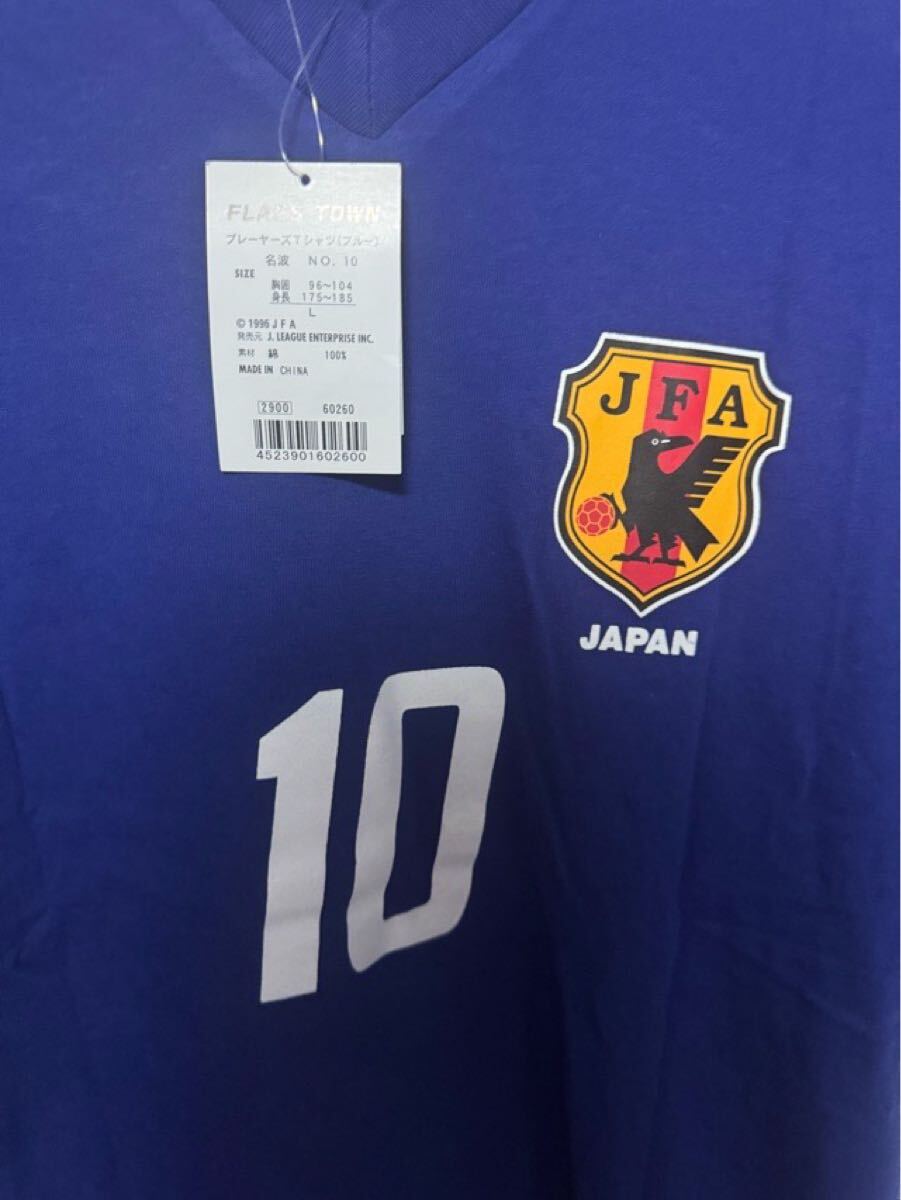 FLAGS TOWN
プレーヤーズTシャツ(ブルー)
名波 NO. 10
SIZE
胸囲 96～104
身長 175～185
L
© 1996 J F A
発売元 J. LEAGUE ENTERPRISE INC.
素材 綿 100%
MADE IN CHINA
2900 60260
4523901602600
JFA
JAPAN
10